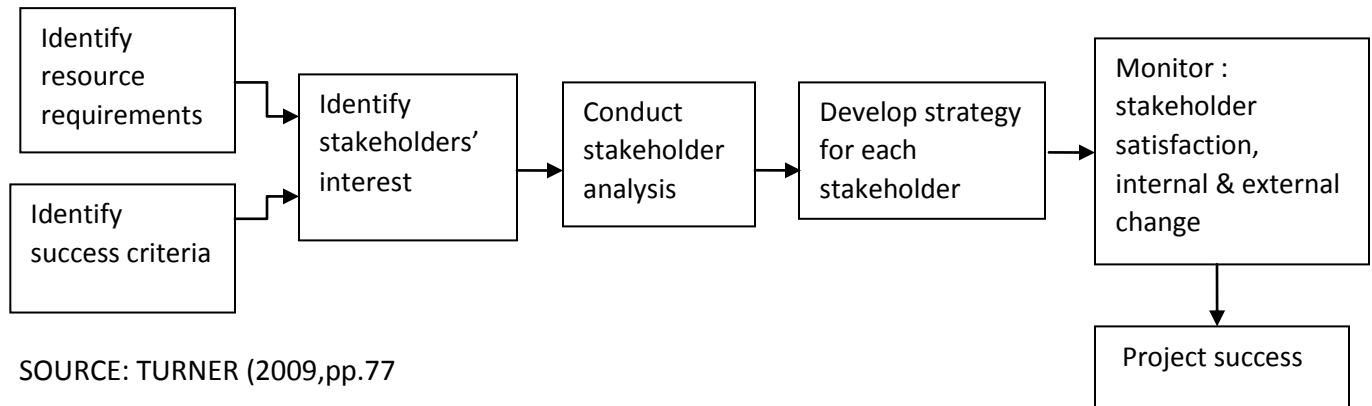 Identify
resource
requirements
Identify
success criteria
Identify
stakeholders’
interest
Conduct
stakeholder
analysis
Develop strategy
for each
stakeholder
Monitor :
stakeholder
satisfaction,
internal & external
change
Project success
SOURCE: TURNER (2009,pp.77